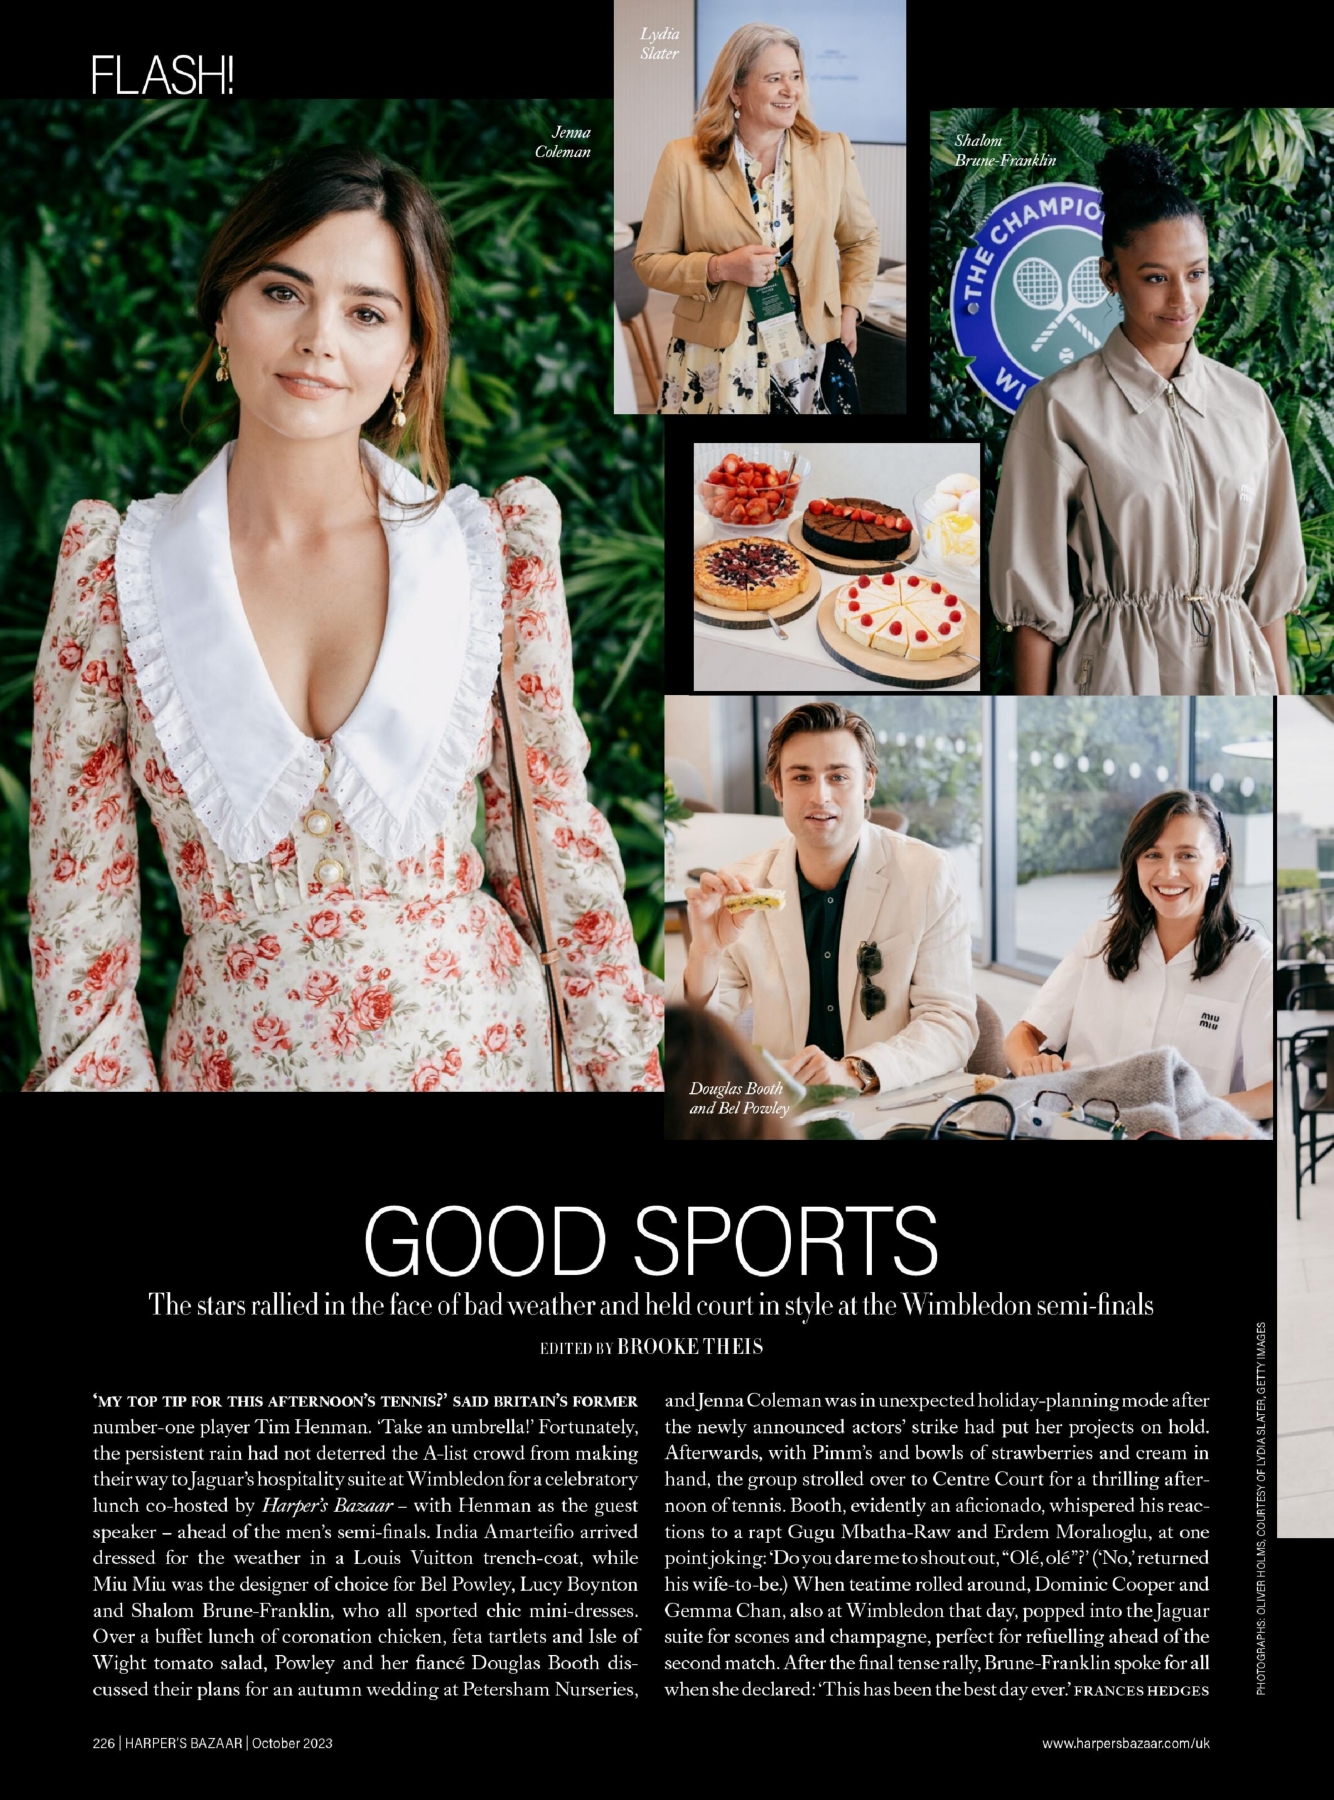 FLASH!
Jenna
Coleman
Lydia
Slater
Shalom
Brune-Franklin
THE CHAMPIO
WI
miu
miu
Douglas Booth
and Bel Powley
GOOD SPORTS
The stars rallied in the face of bad weather and held court in style at the Wimbledon semi-finals
EDITED BY BROOKE THEIS
‘MY TOP TIP FOR THIS AFTERNOON’S TENNIS?’ SAID BRITAIN’S FORMER
number-one player Tim Henman. ‘Take an umbrella!’ Fortunately,
the persistent rain had not deterred the A-list crowd from making
their way to Jaguar’s hospitality suite at Wimbledon for a celebratory
lunch co-hosted by Harper’s Bazaar – with Henman as the guest
speaker – ahead of the men’s semi-finals. India Amarteifio arrived
dressed for the weather in a Louis Vuitton trench-coat, while
Miu Miu was the designer of choice for Bel Powley, Lucy Boynton
and Shalom Brune-Franklin, who all sported chic mini-dresses.
Over a buffet lunch of coronation chicken, feta tartlets and Isle of
Wight tomato salad, Powley and her fiancé Douglas Booth dis-
cussed their plans for an autumn wedding at Petersham Nurseries,
and Jenna Coleman was in unexpected holiday-planning mode after
the newly announced actors’ strike had put her projects on hold.
Afterwards, with Pimm’s and bowls of strawberries and cream in
hand, the group strolled over to Centre Court for a thrilling after-
noon of tennis. Booth, evidently an aficionado, whispered his reac-
tions to a rapt Gugu Mbatha-Raw and Erdem Moralıoglu, at one
point joking: ‘Do you dare me to shout out, “Olé, olé”?’ (‘No,’ returned
his wife-to-be.) When teatime rolled around, Dominic Cooper and
Gemma Chan, also at Wimbledon that day, popped into the Jaguar
suite for scones and champagne, perfect for refuelling ahead of the
second match. After the final tense rally, Brune-Franklin spoke for all
when she declared: ‘This has been the best day ever.’ FRANCES HEDGES
PHOTOGRAPHS: OLIVER HOLMS, COURTESY OF LYDIA SLATER, GETTY IMAGES
226 | HARPER’S BAZAAR | October 2023
www.harpersbazaar.com/uk